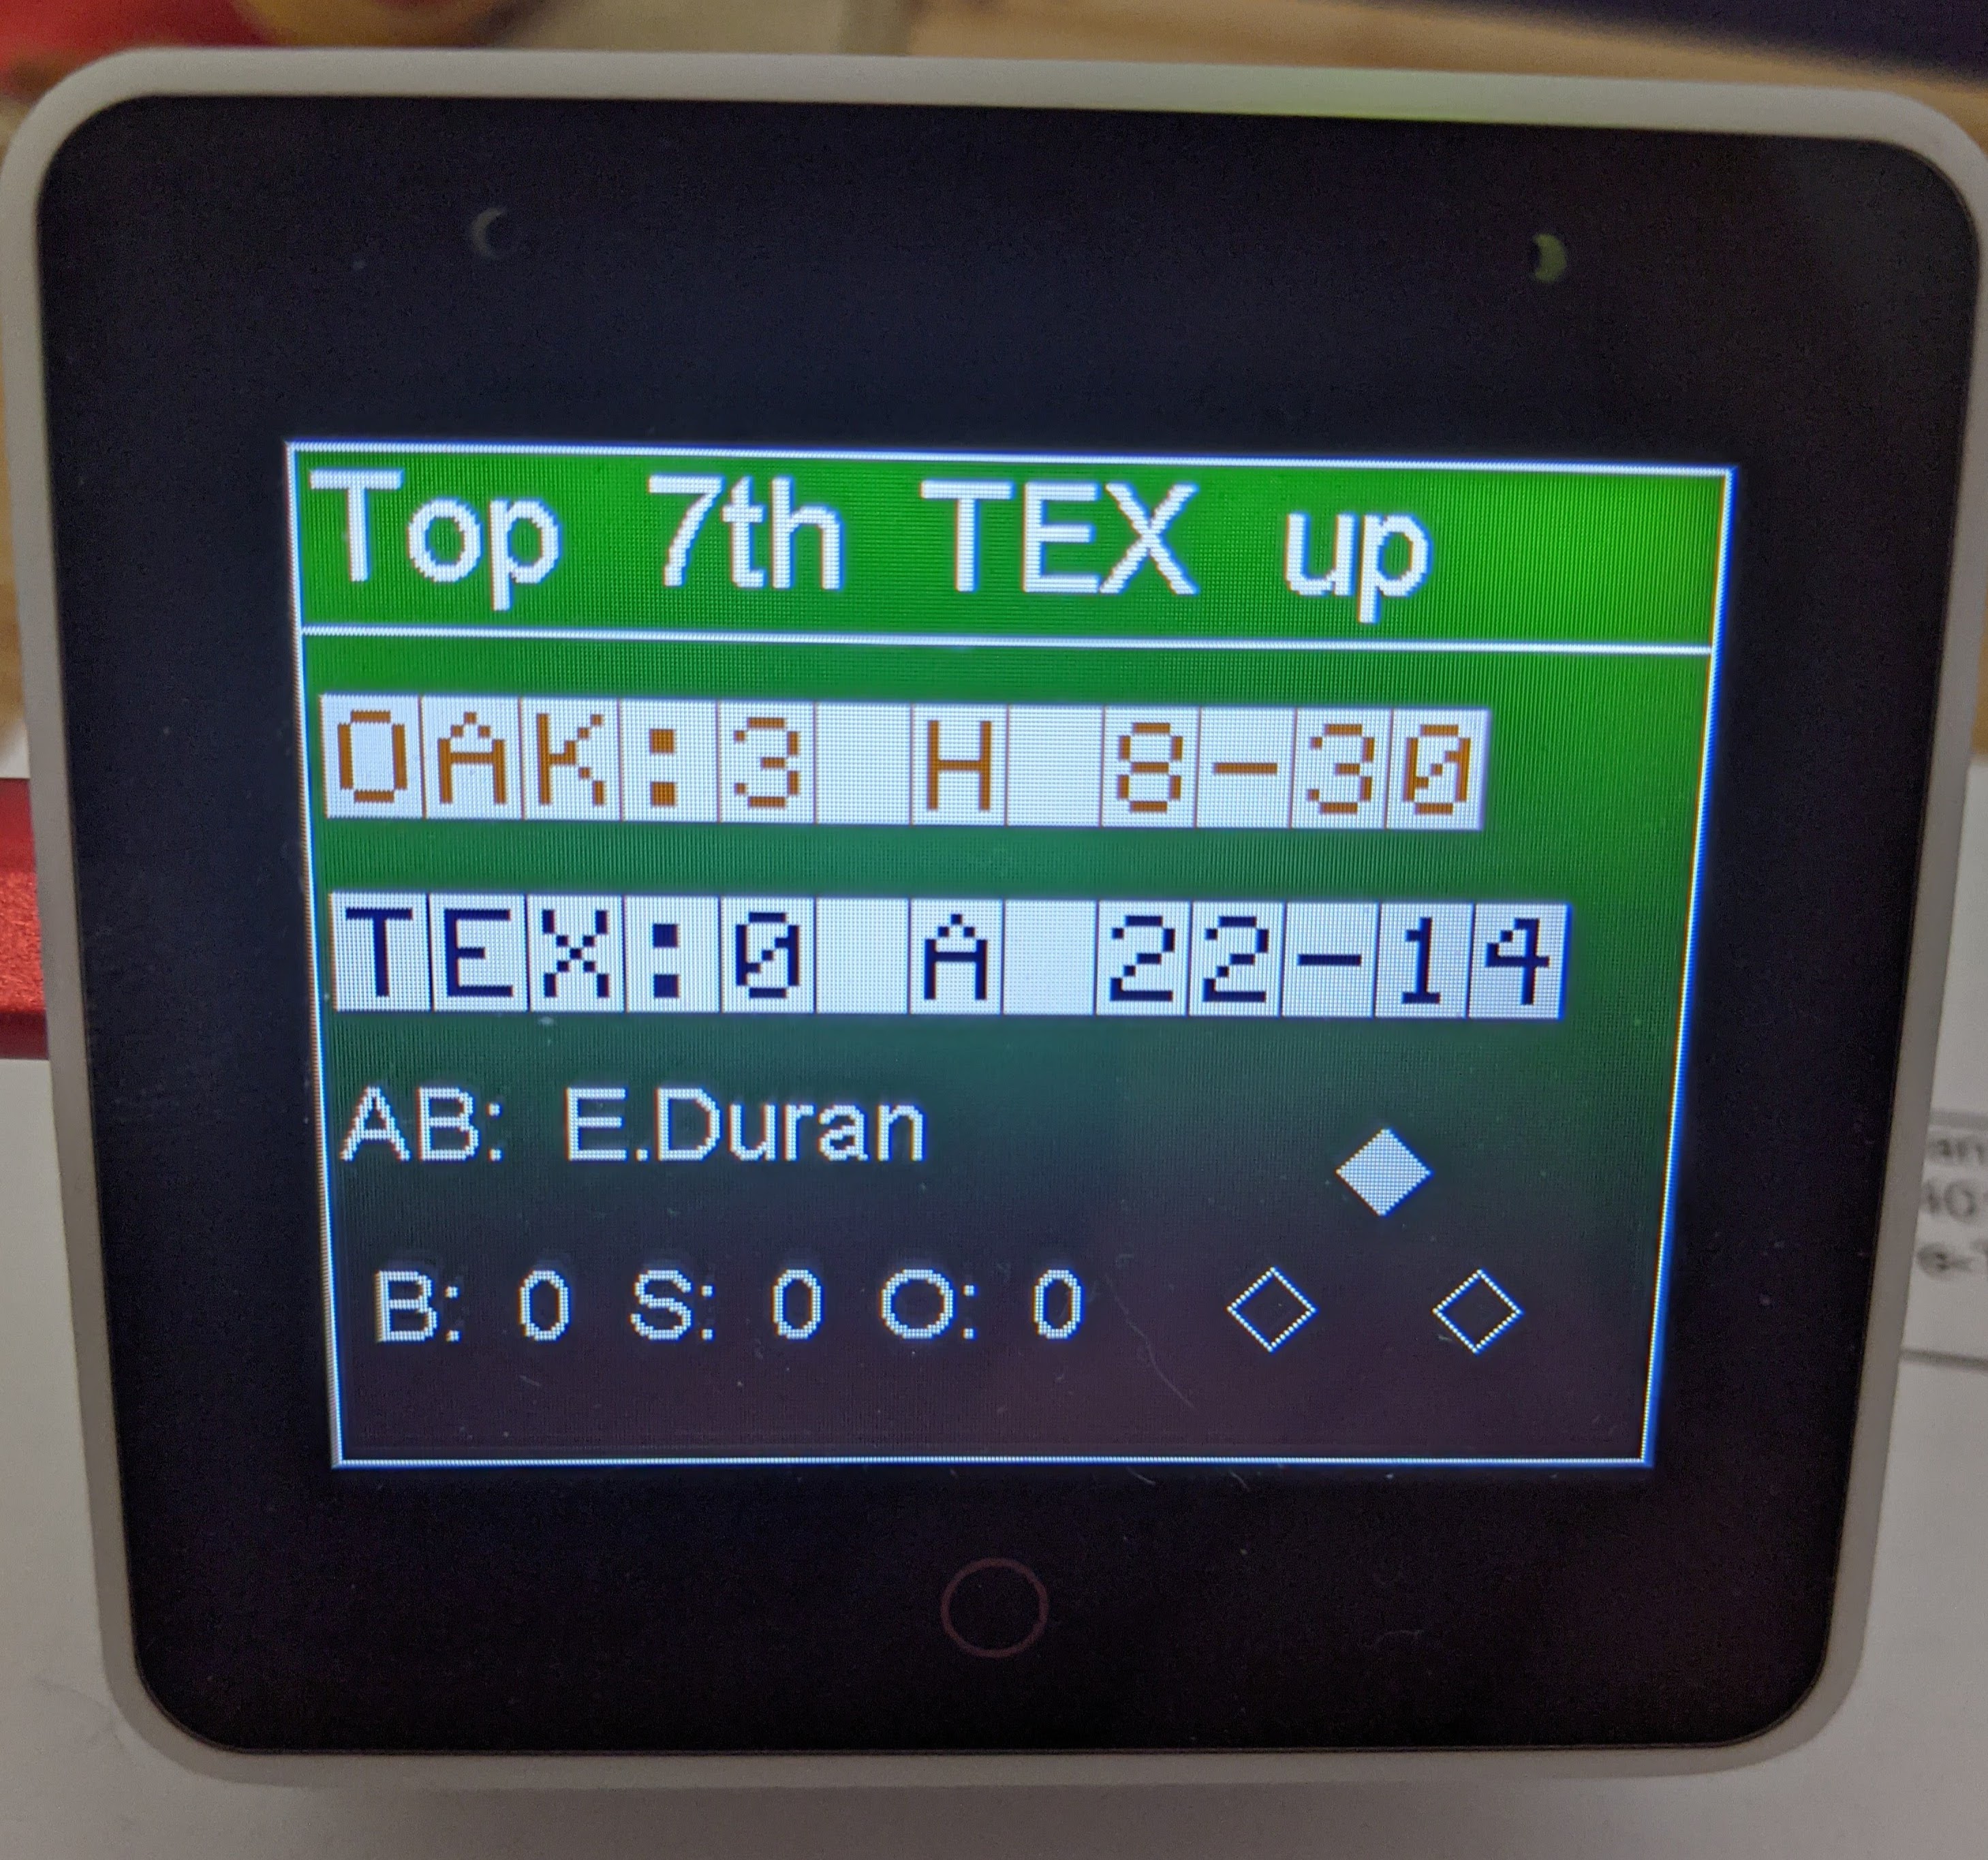 Top 7th TEX up
OAK:3 H 8-30
TEX:0 A 22-14
AB: E.Duran
B: 0 S: 0 O: 0